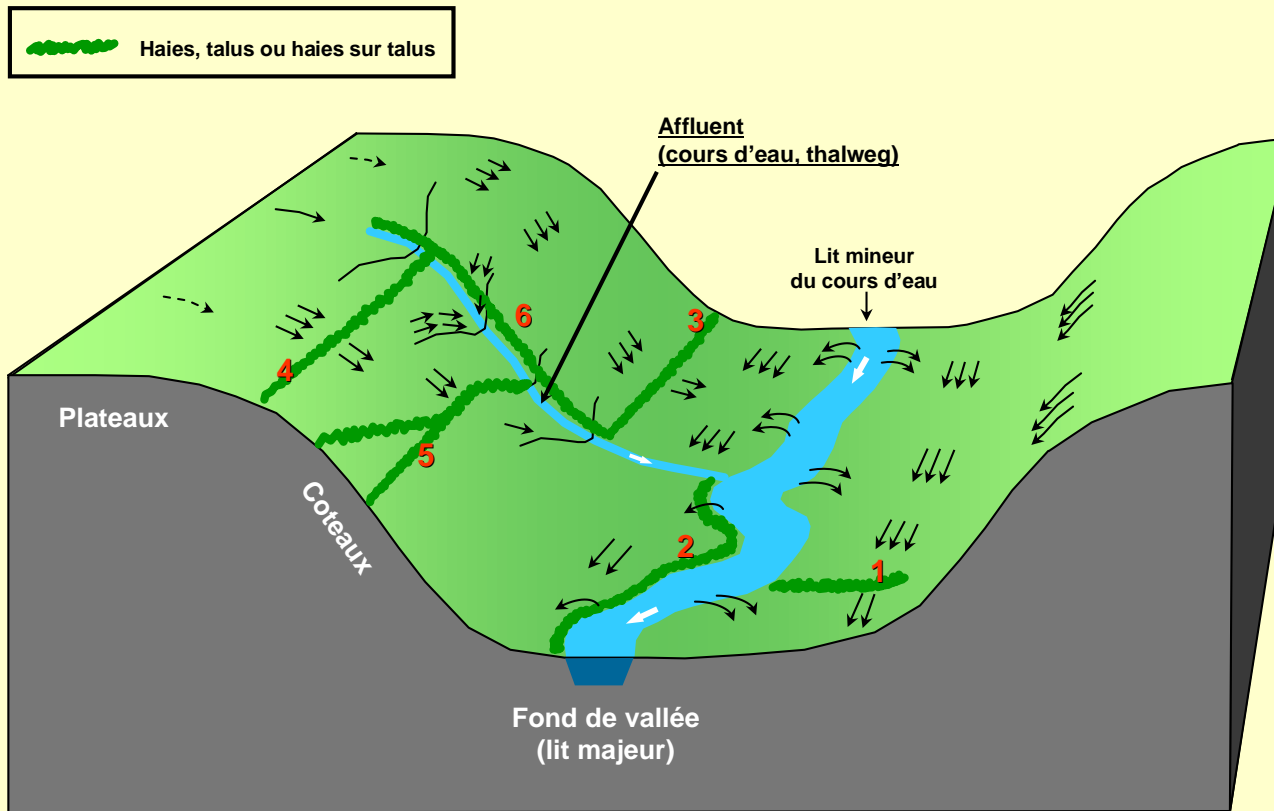 Haies, talus ou haies sur talus
Affluent
(cours d'eau, thalweg)
Lit mineur
du cours d'eau
6
3
4
Plateaux
5
Coteaux
2
1
Fond de vallée
(lit majeur)